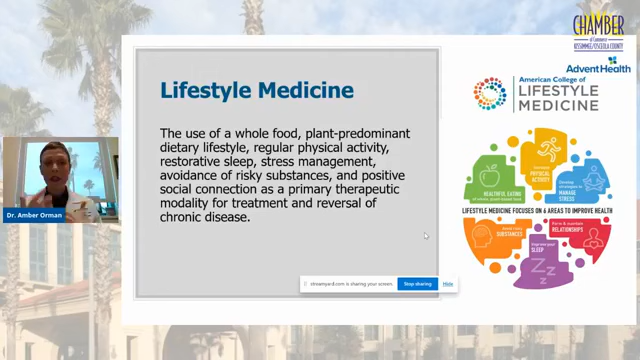 CHAMBER
of Commerce
KISSIMMEE/OSCEOLA COUNTY
AdventHealth
American College of
LIFESTYLE
MEDICINE
Lifestyle Medicine
The use of a whole food, plant-predominant
dietary lifestyle, regular physical activity,
restorative sleep, stress management,
avoidance of risky substances, and positive
social connection as a primary therapeutic
modality for treatment and reversal of
chronic disease.
PHYSICAL
ACTIVITY
HEALTHFUL EATING
MANAGE
STRESS
LIFESTYLE MEDICINE FOCUSES ON 6 AREAS TO IMPROVE HEALTH
SUBSTANCES
RELATIONSHIPS
SLEEP
Dr. Amber Orman
streamyard.com is sharing your screen.
Stop sharing
Hide